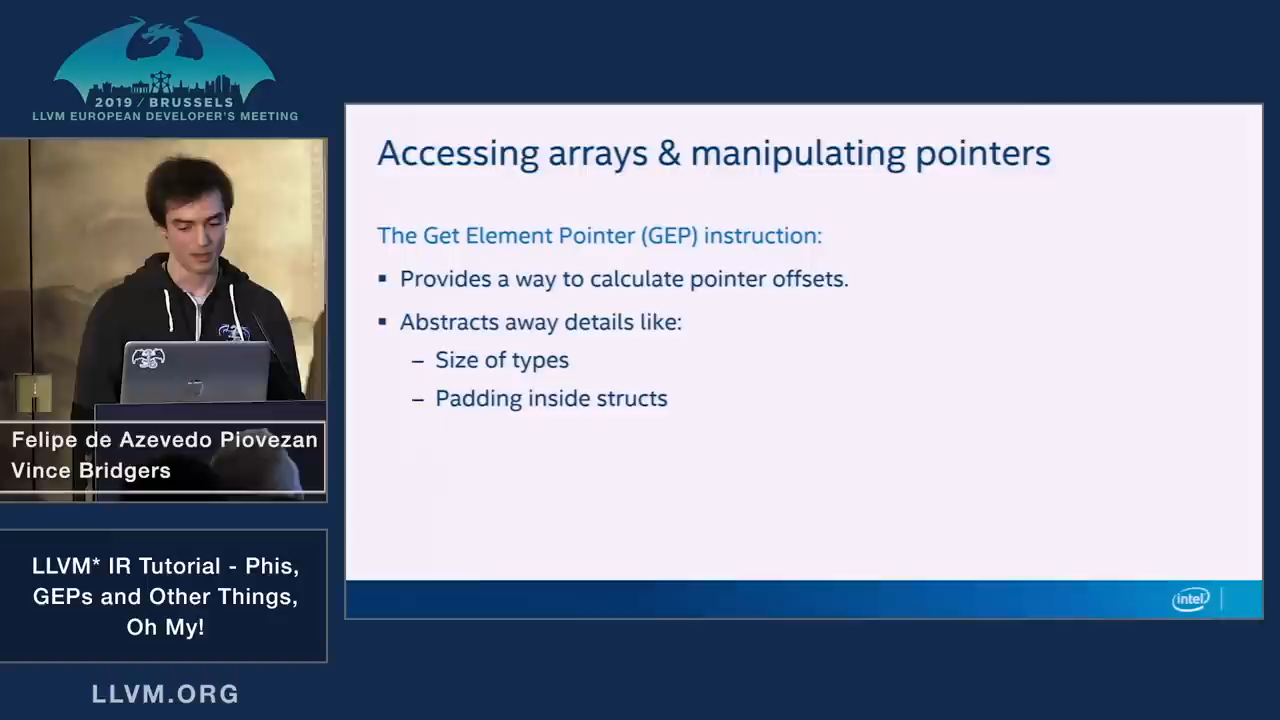 2019 / BRUSSELS
LLVM EUROPEAN DEVELOPER'S MEETING
Accessing arrays & manipulating pointers
The Get Element Pointer (GEP) instruction:
▪ Provides a way to calculate pointer offsets.
▪ Abstracts away details like:
– Size of types
– Padding inside structs
Felipe de Azevedo Piovezan
Vince Bridgers
LLVM* IR Tutorial - Phis,
GEPs and Other Things,
Oh My!
intel
LLVM.ORG